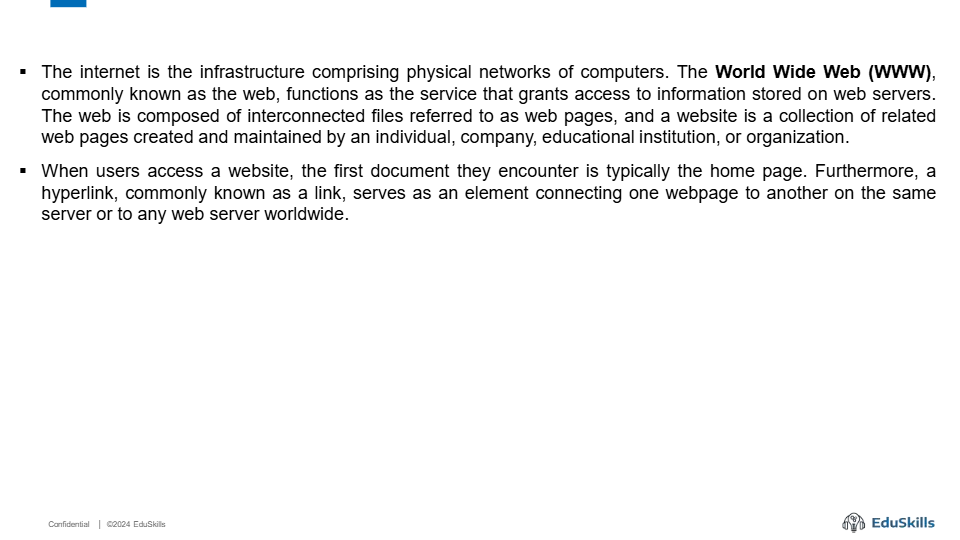 ▪ The internet is the infrastructure comprising physical networks of computers. The World Wide Web (WWW),
commonly known as the web, functions as the service that grants access to information stored on web servers.
The web is composed of interconnected files referred to as web pages, and a website is a collection of related
web pages created and maintained by an individual, company, educational institution, or organization.
▪ When users access a website, the first document they encounter is typically the home page. Furthermore, a
hyperlink, commonly known as a link, serves as an element connecting one webpage to another on the same
server or to any web server worldwide.
Confidential | ©2024 EduSkills
EduSkills